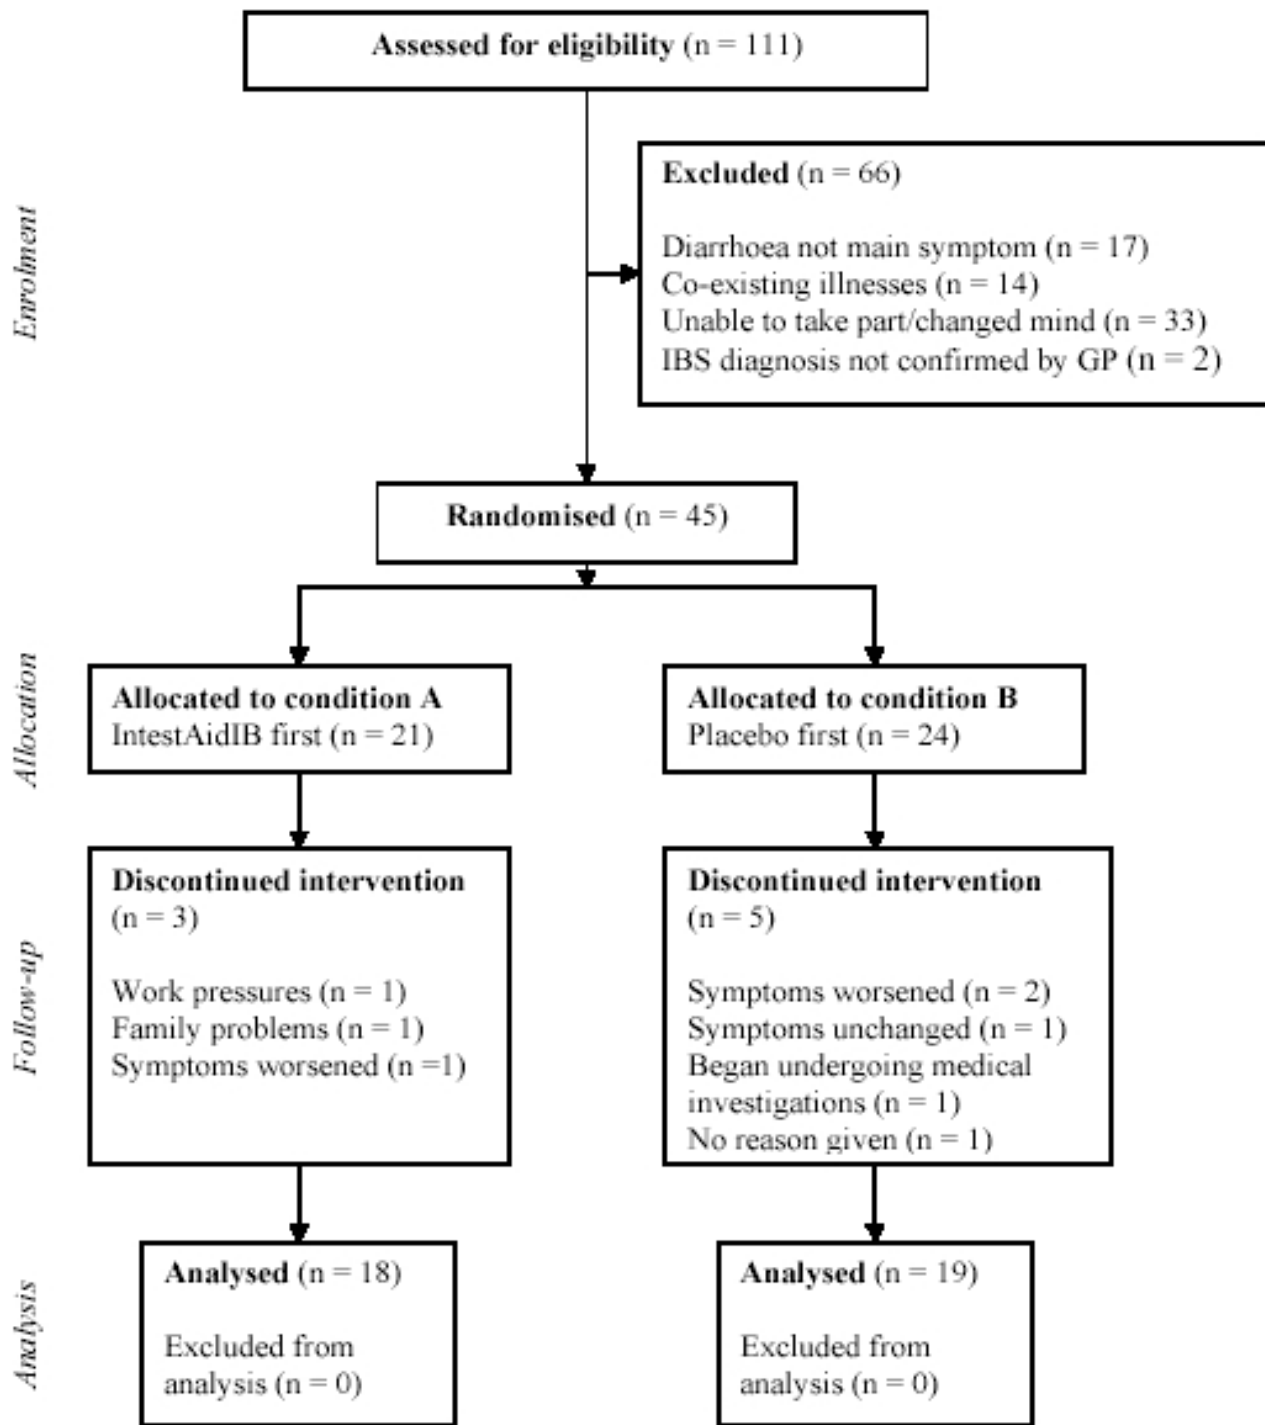 Assessed for eligibility (n = 111)
Enrolment
Excluded (n = 66)
Diarrhoea not main symptom (n = 17)
Co-existing illnesses (n = 14)
Unable to take part/changed mind (n = 33)
IBS diagnosis not confirmed by GP (n = 2)
Randomised (n = 45)
Allocation
Allocated to condition A
IntestAidIB first (n = 21)
Allocated to condition B
Placebo first (n = 24)
Follow-up
Discontinued intervention
(n = 3)
Work pressures (n = 1)
Family problems (n = 1)
Symptoms worsened (n =1)
Discontinued intervention
(n = 5)
Symptoms worsened (n = 2)
Symptoms unchanged (n = 1)
Began undergoing medical
investigations (n = 1)
No reason given (n = 1)
Analysis
Analysed (n = 18)
Excluded from
analysis (n = 0)
Analysed (n = 19)
Excluded from
analysis (n = 0)